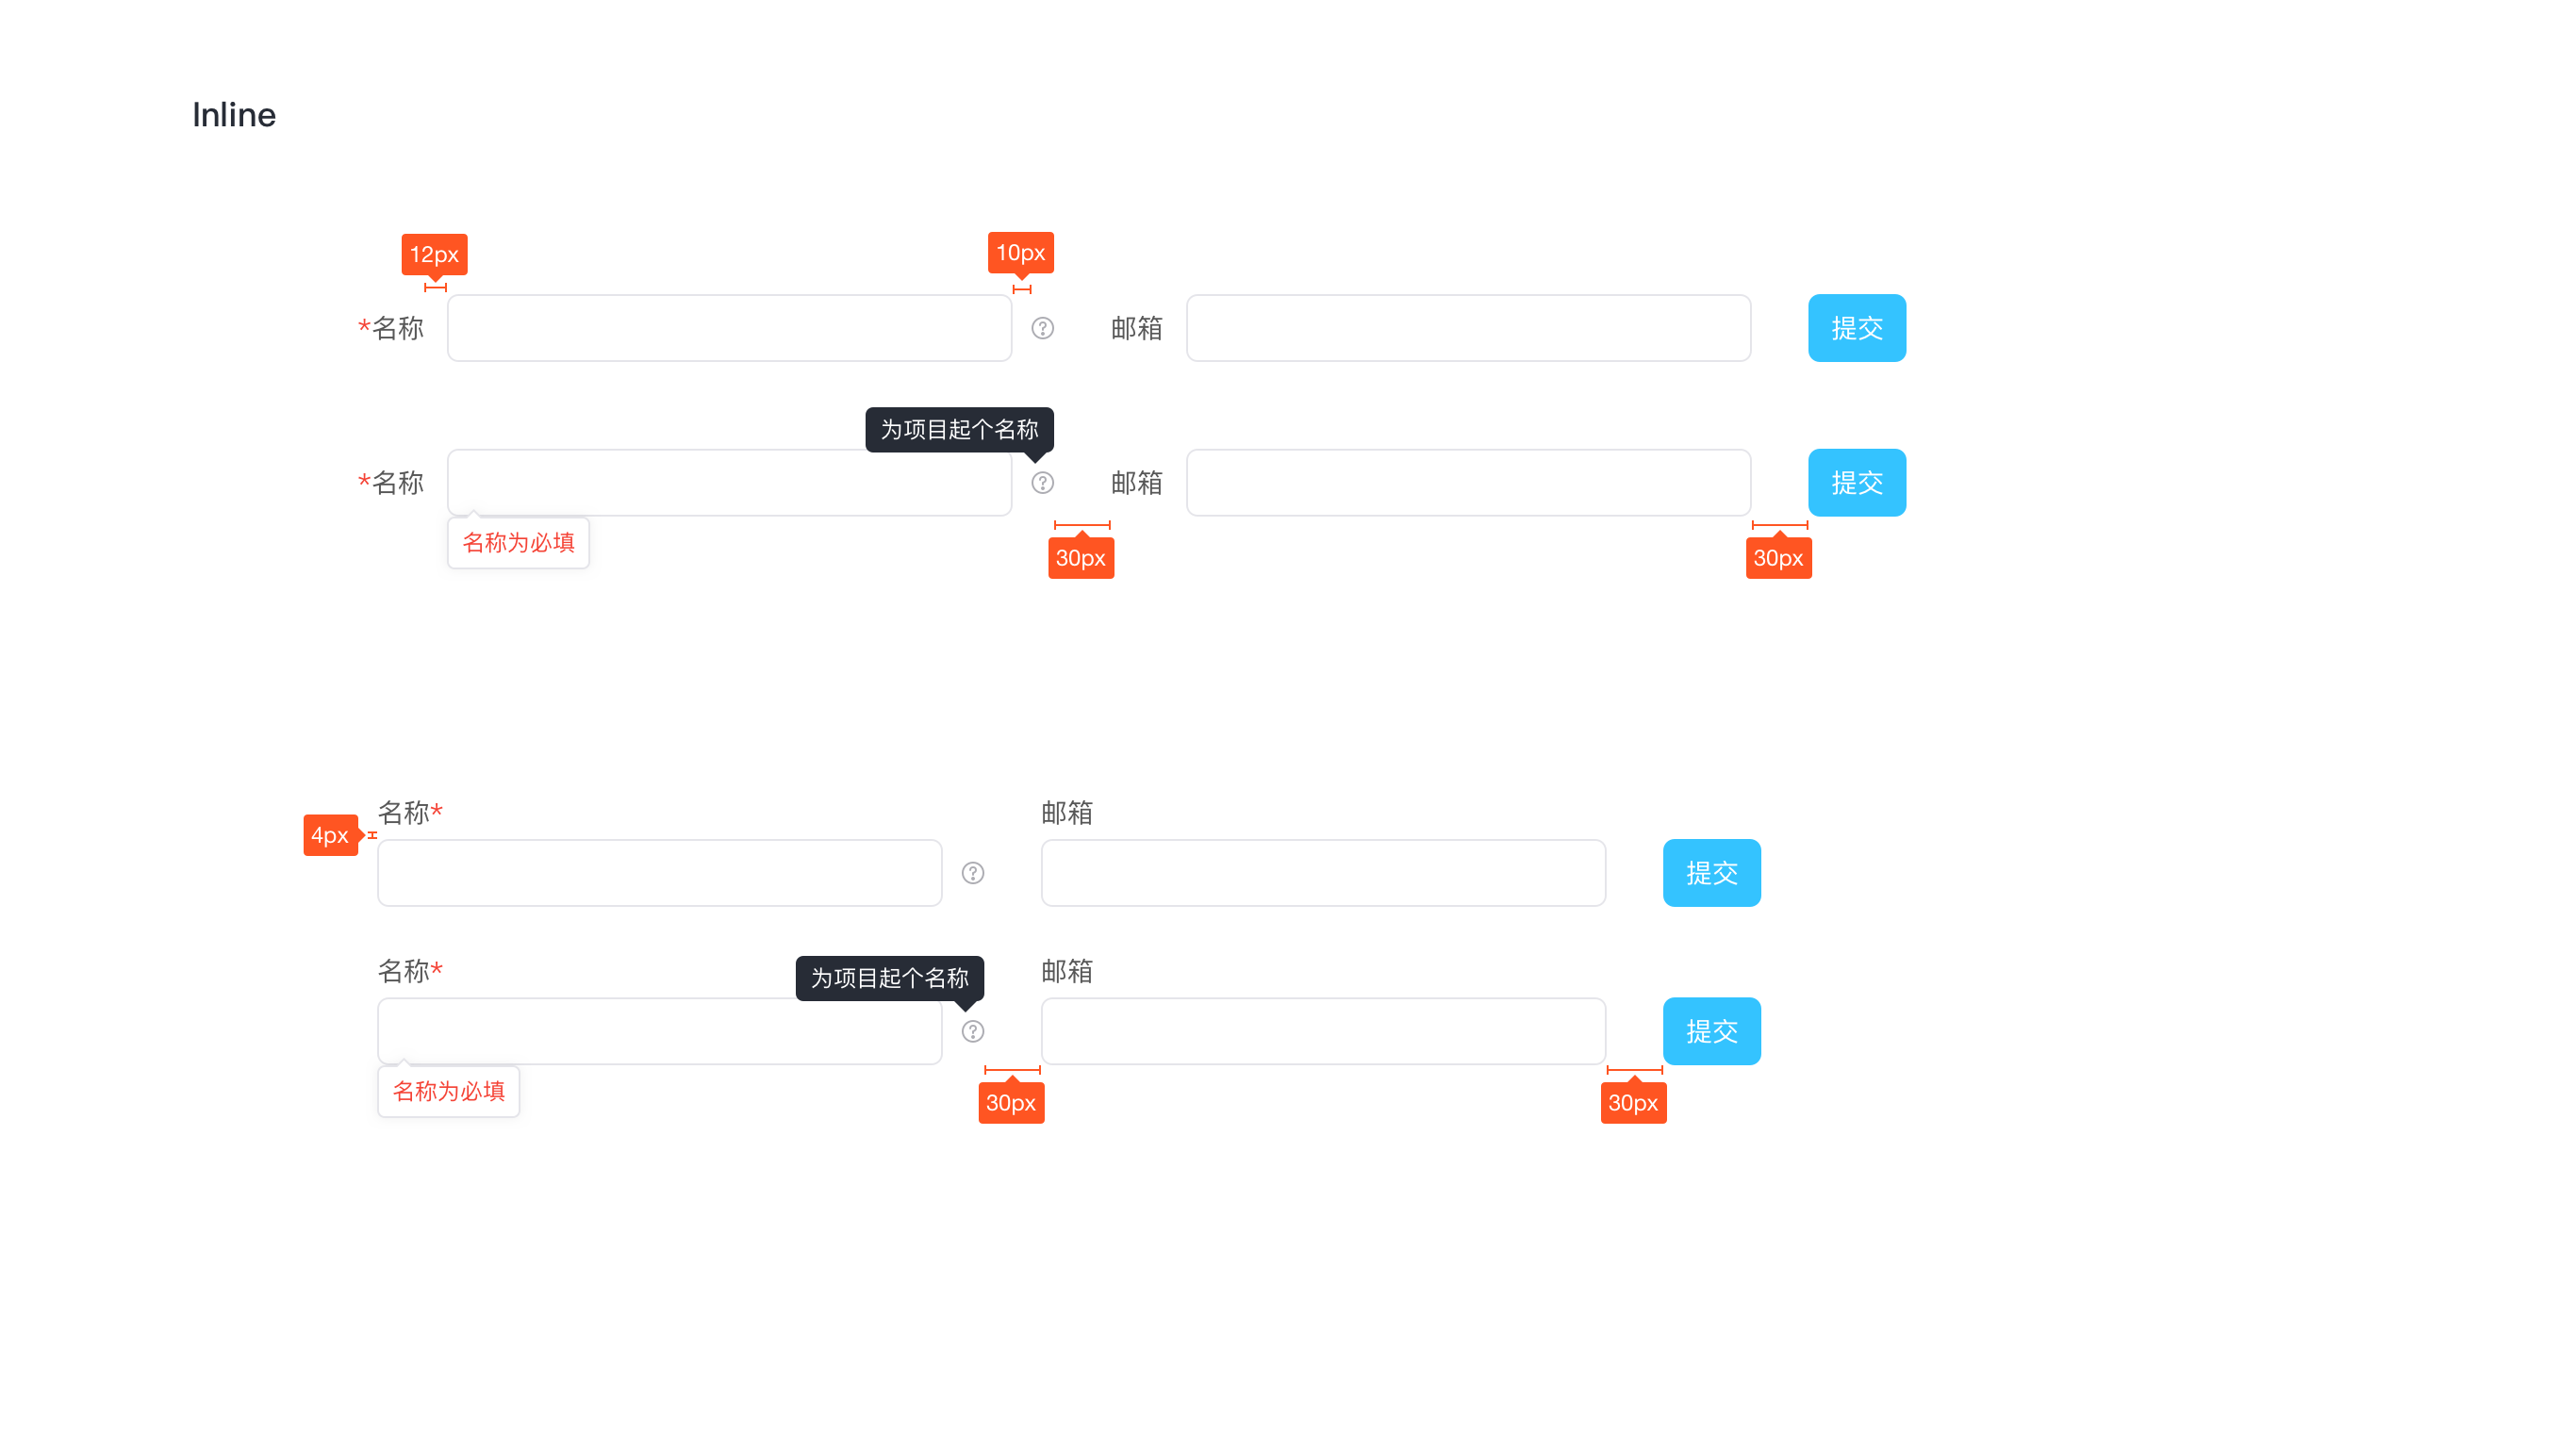 Inline
12px
10px
*名称
邮箱
提交
为项目起个名称
*名称
邮箱
提交
名称为必填
30px
30px
名称*
邮箱
4px
提交
名称*
为项目起个名称
邮箱
提交
名称为必填
30px
30px